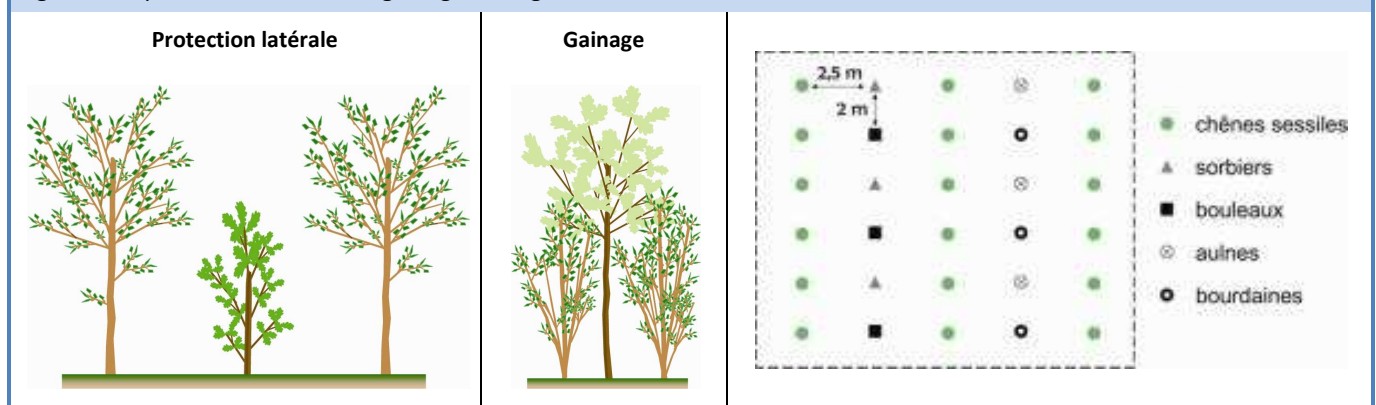 Protection latérale
Gainage
2,5 m
2 m
chênes sessiles
sorbiers
bouleaux
aulnes
bourdaines